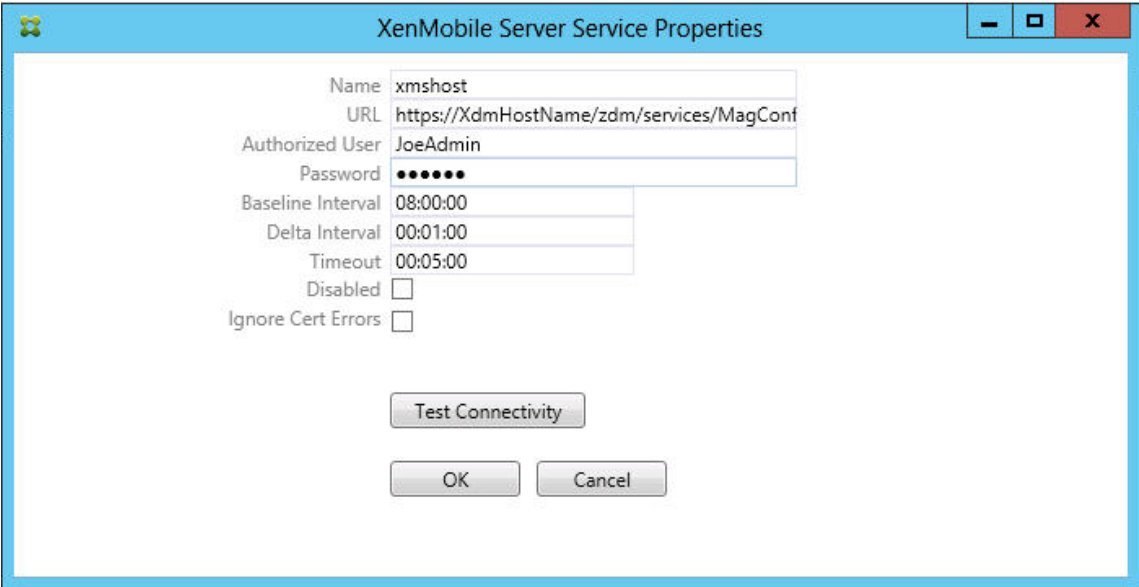 XenMobile Server Service Properties
Name xmshost
URL https://XdmHostName/zdm/services/MagConf
Authorized User JoeAdmin
Password ●●●●●●
Baseline Interval 08:00:00
Delta Interval 00:01:00
Timeout 00:05:00
Disabled
Ignore Cert Errors
Test Connectivity
OK Cancel